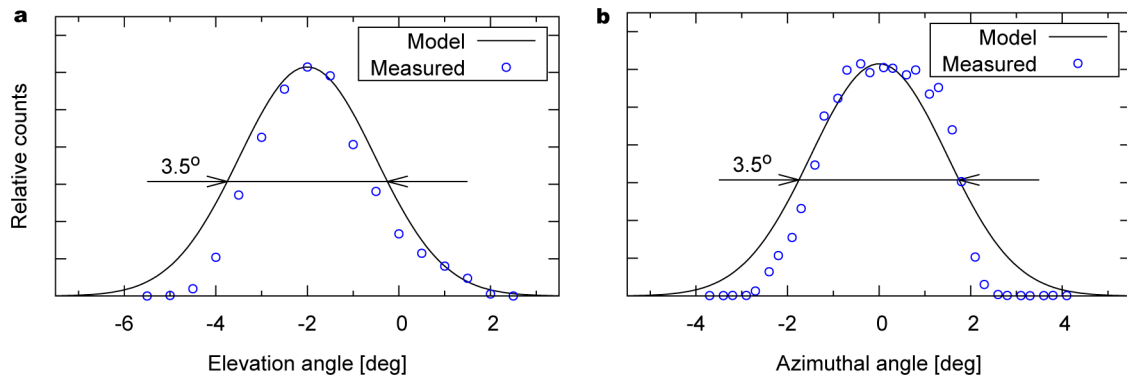 a
Model
Measured
3.5o
Relative counts
-6 -4 -2 0 2
Elevation angle [deg]
b
Model
Measured
3.5o
-4 -2 0 2 4
Azimuthal angle [deg]